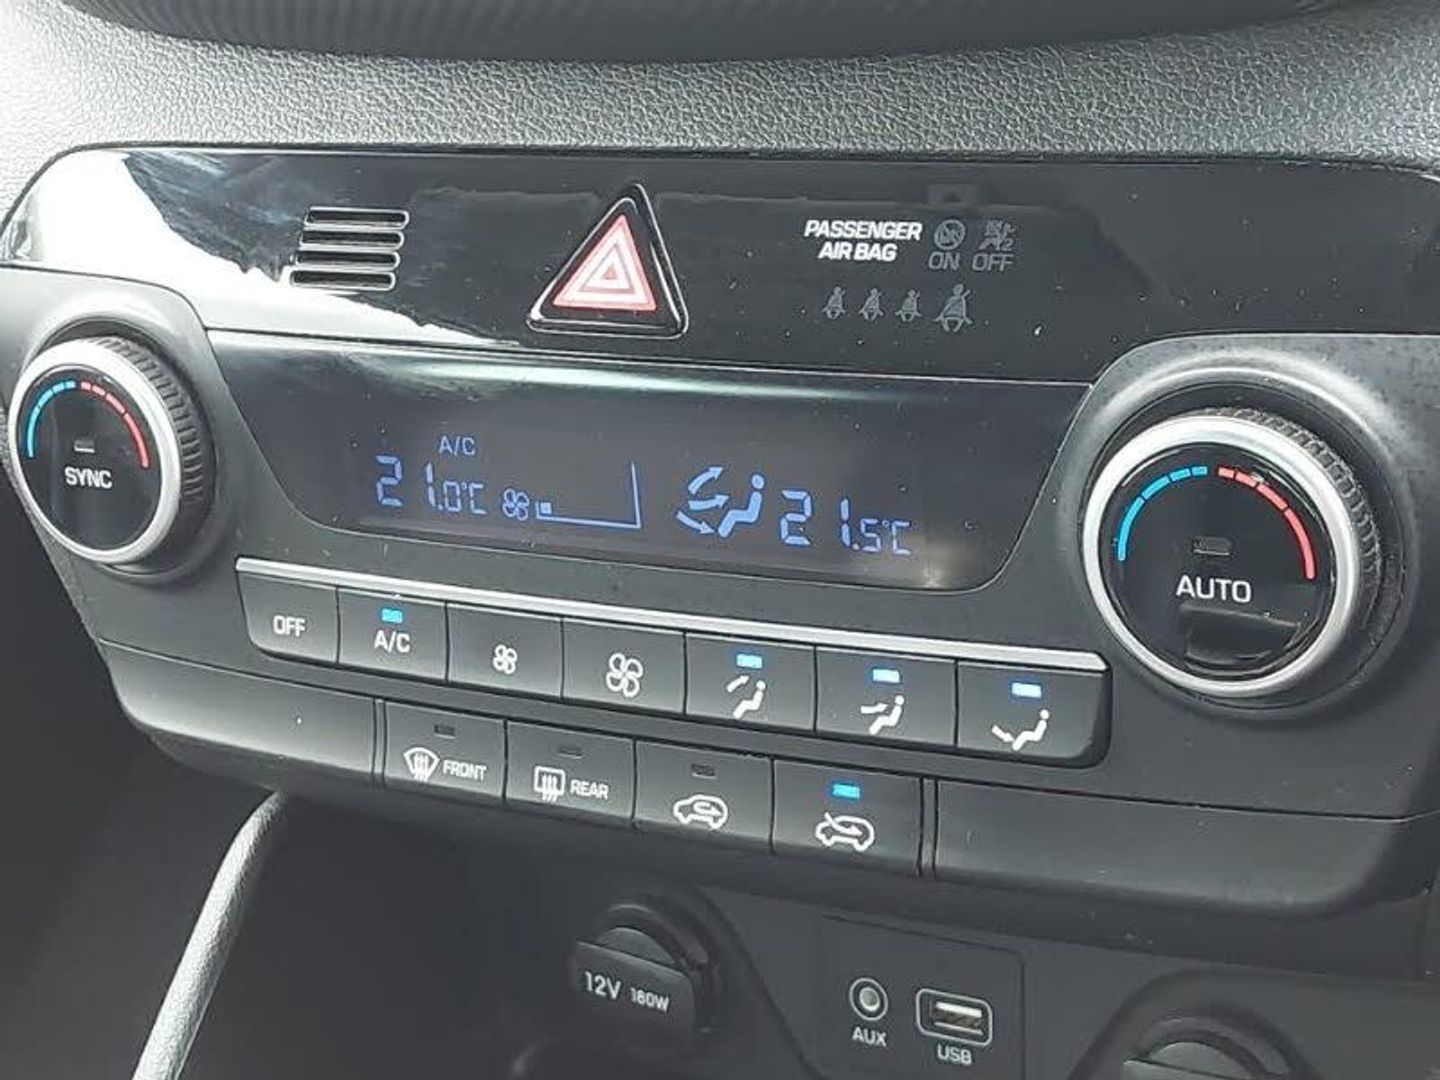 PASSENGER
AIR BAG
ON OFF
SYNC
A/C
21.0°C
21.5°C
AUTO
OFF
A/C
FRONT
REAR
12V 180W
AUX
USB